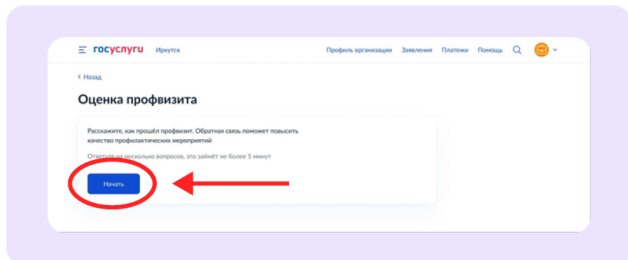 госуслуги Иркутск Профиль организации Заявления Платежи Помощь
< Назад
Оценка профвизита
Расскажите, как прошёл профвизит. Обратная связь поможет повысить
качество профилактических мероприятий
Ответьте на несколько вопросов, это займёт не более 5 минут
Начать